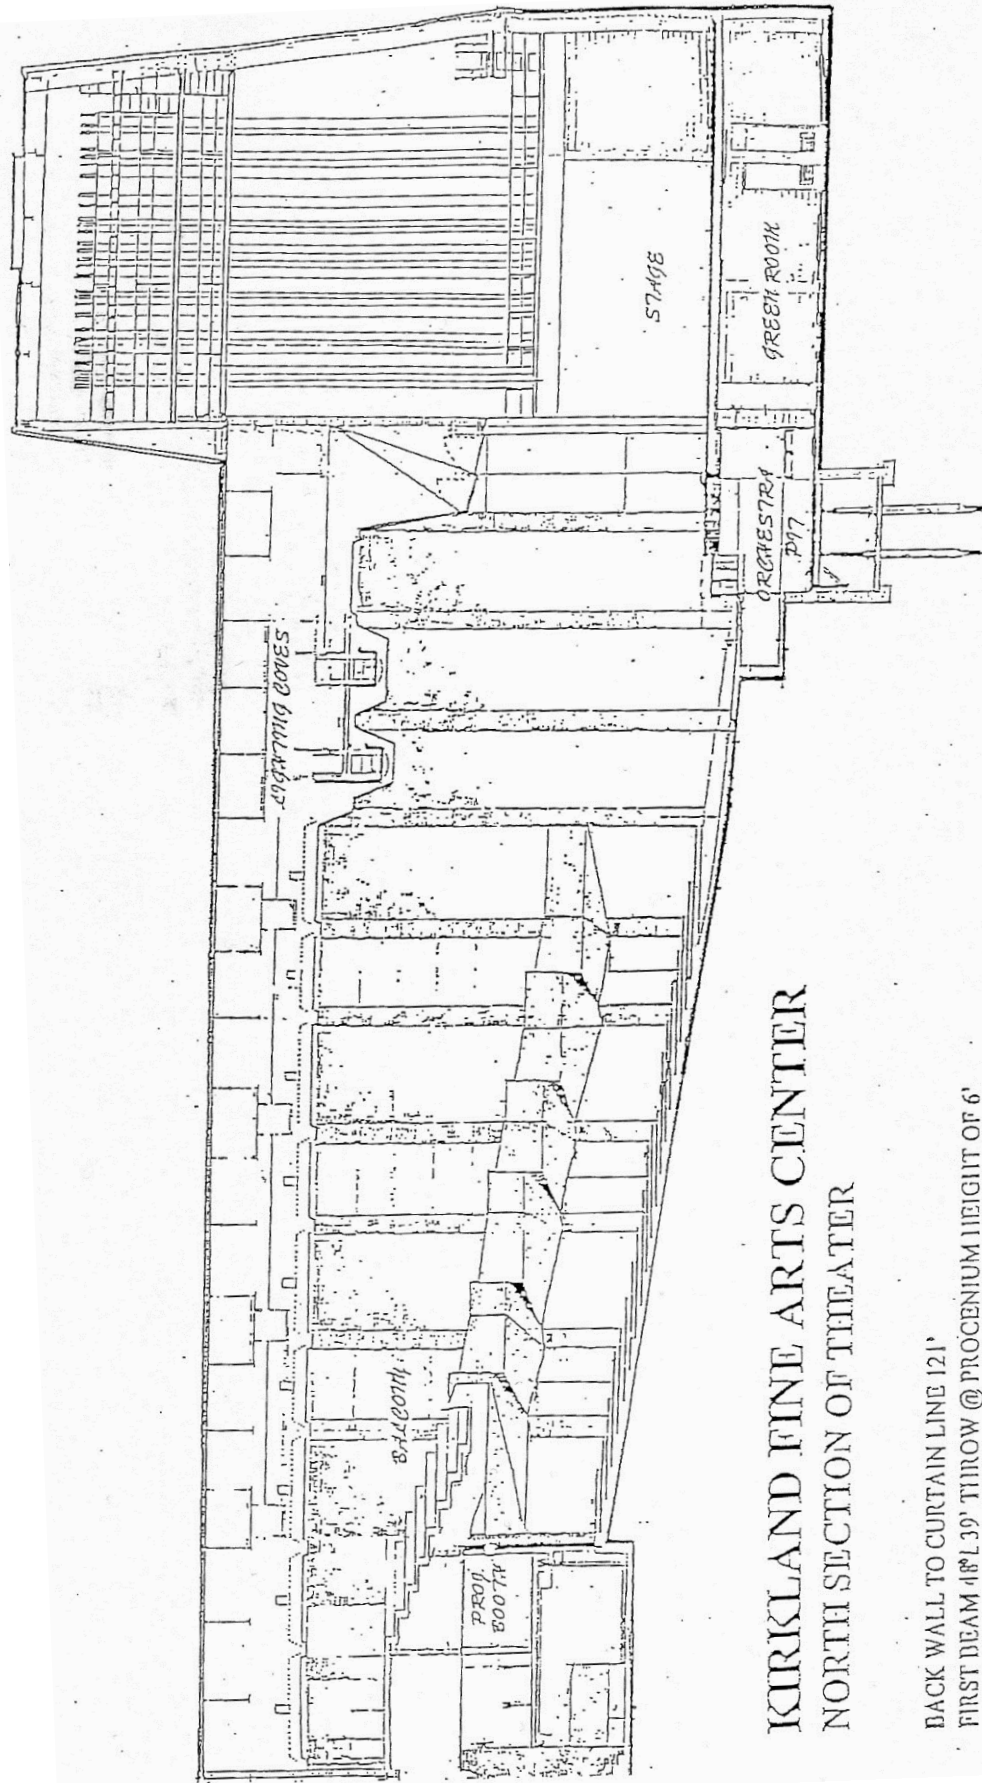 LIGHTING COVES
STAGE
BALCONY
GREEN ROOM
ORCHESTRA
PIT
PROJ.
BOOTH
KIRKLAND FINE ARTS CENTER
NORTH SECTION OF THEATER
BACK WALL TO CURTAIN LINE 121'
FIRST BEAM 48°L 39' THROW @ PROCENIUM HEIGHT OF 6'